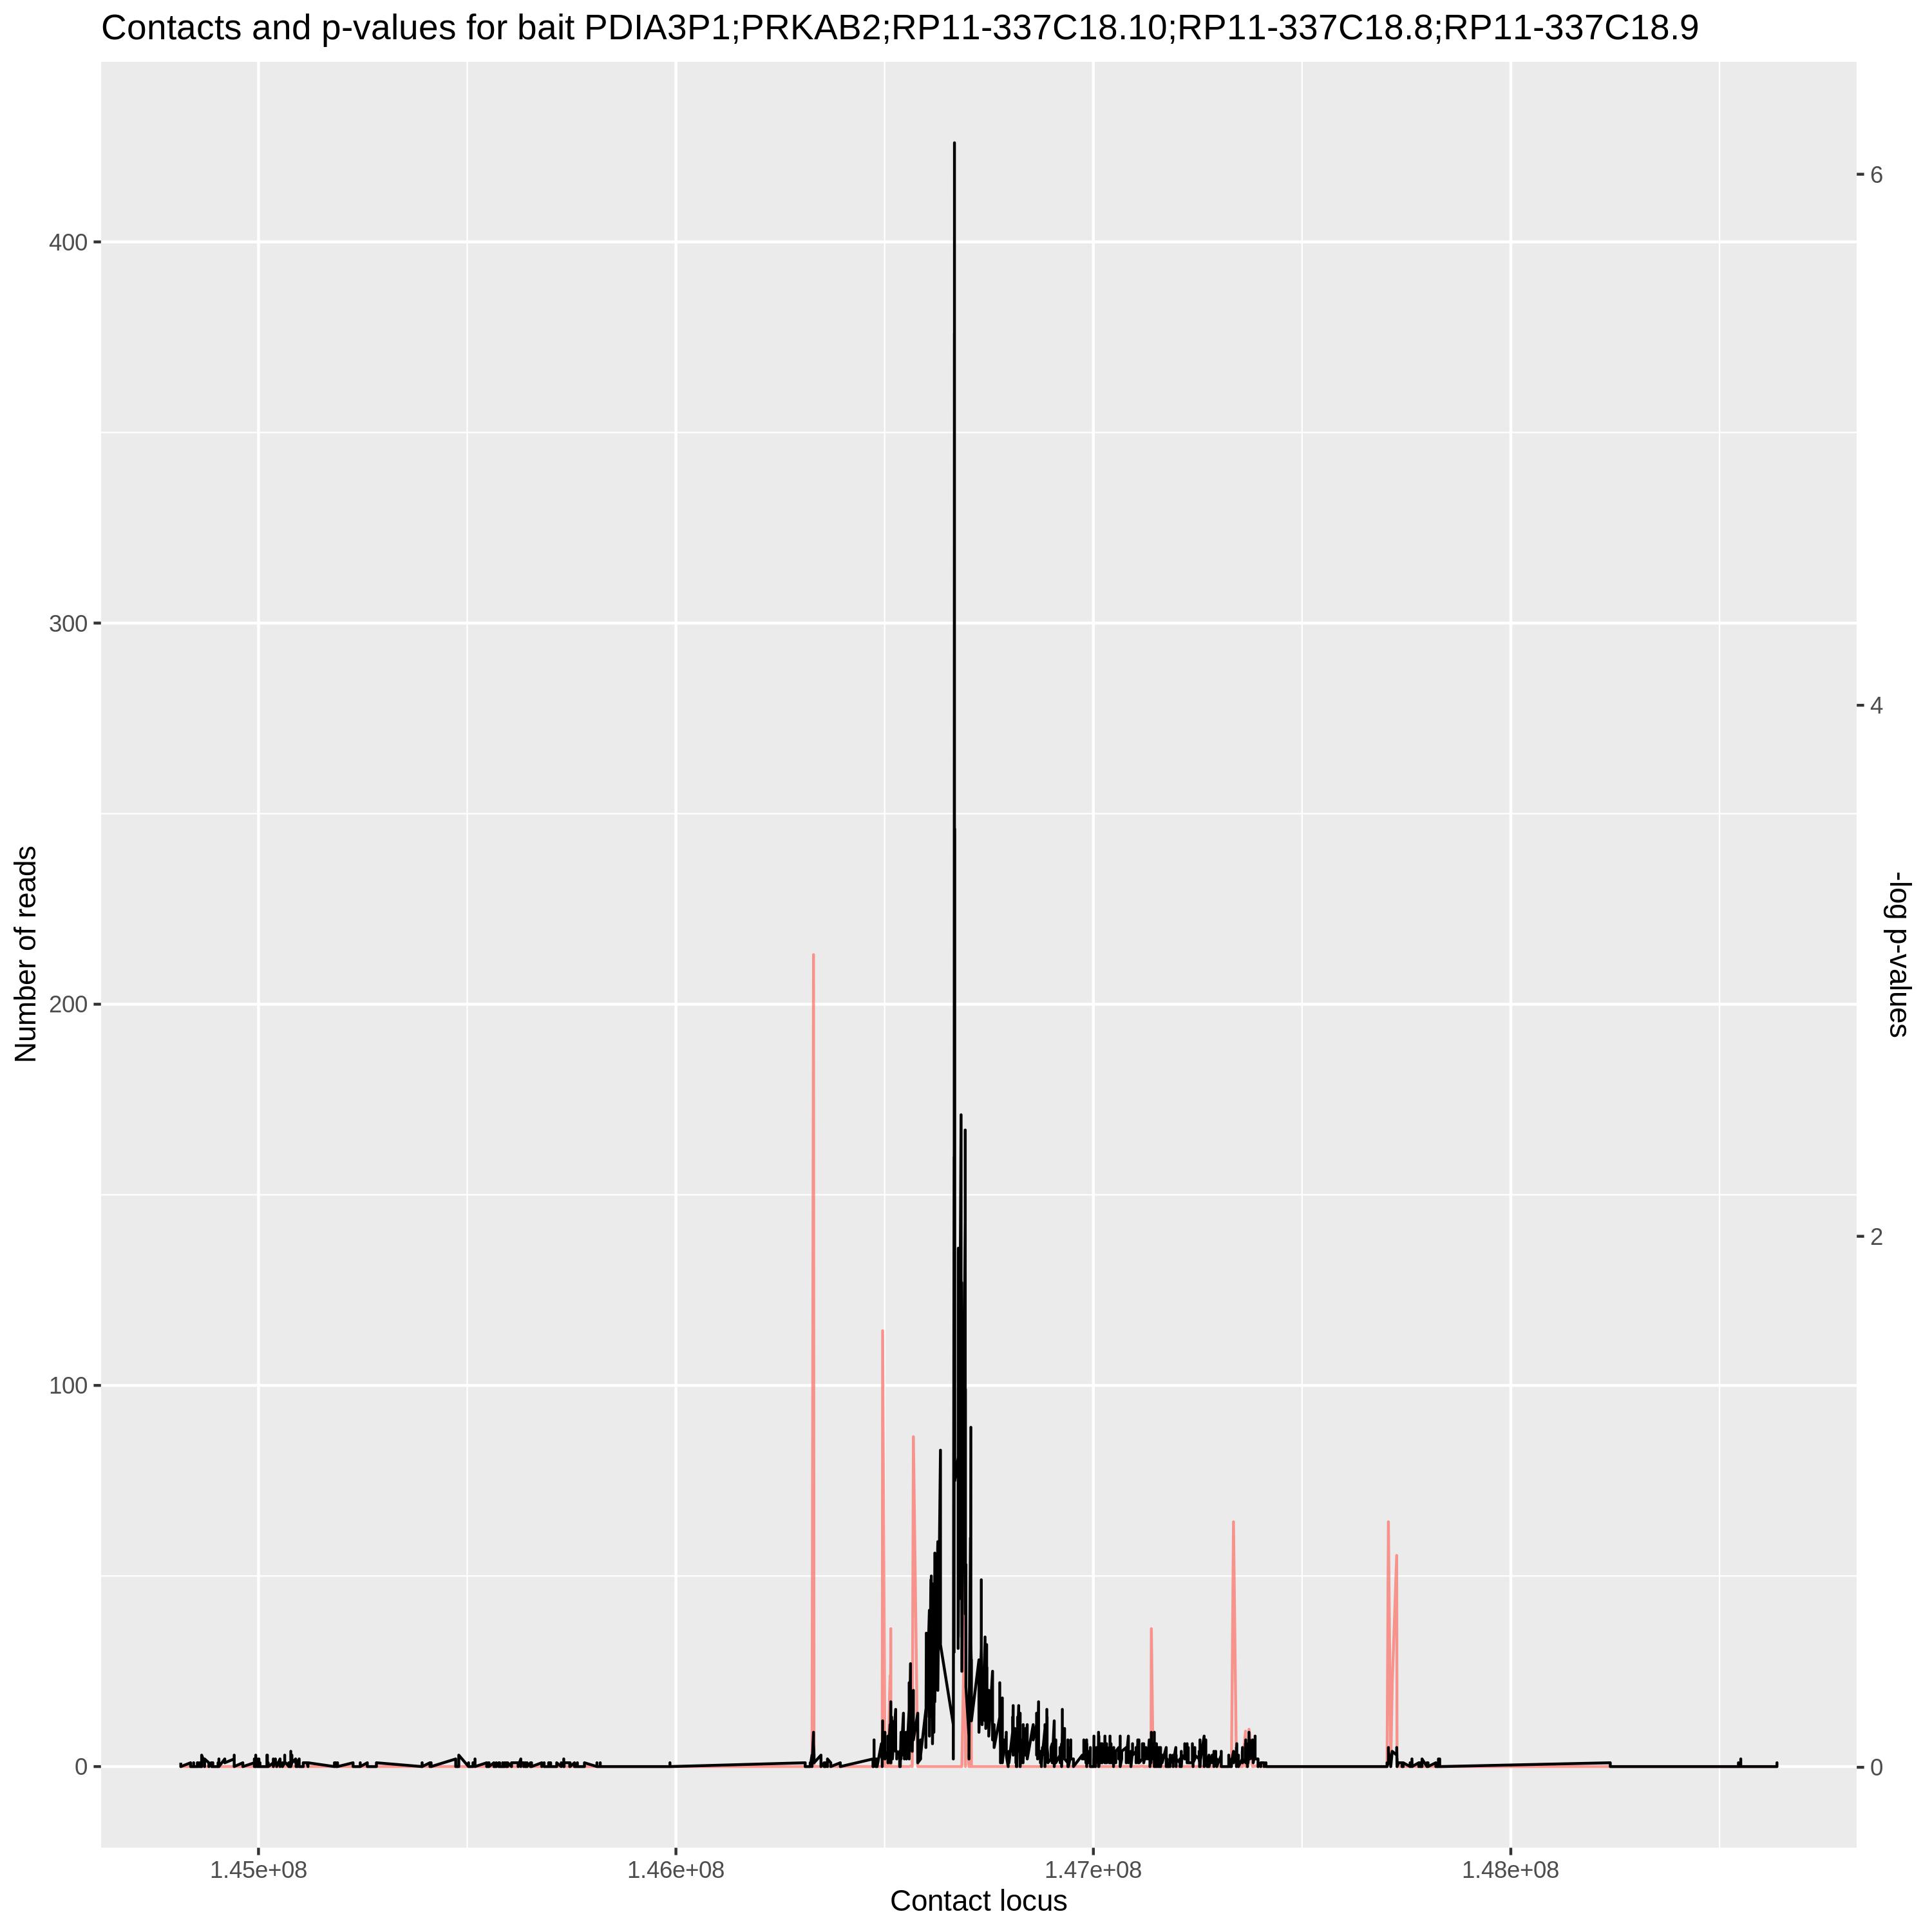 Contacts and p-values for bait PDIA3P1;PRKAB2;RP11-337C18.10;RP11-337C18.8;RP11-337C18.9
Number of reads
400
300
200
100
0
6
4
2
0
-log p-values
1.45e+08
1.46e+08
1.47e+08
1.48e+08
Contact locus